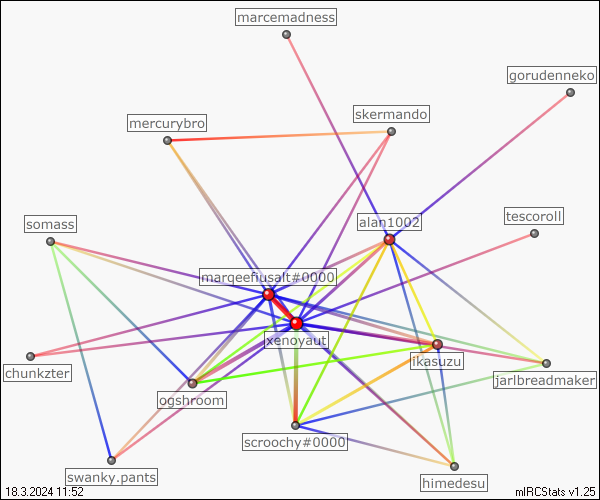 marcemadness
gorudenneko
skermando
mercurybro
tescoroll
alan1002
somass
marqeefiusalt#0000
xenoyaut
ikasuzu
chunkzter
jarlbreadmaker
ogshroom
scroochy#0000
swanky.pants
himedesu
18.3.2024 11:52
mIRCStats v1.25